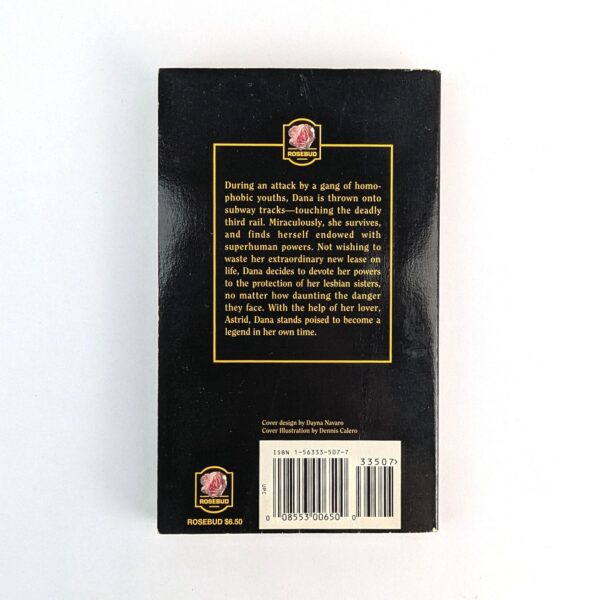 ROSEBUD
During an attack by a gang of homo-
phobic youths, Dana is thrown onto
subway tracks—touching the deadly
third rail. Miraculously, she survives,
and finds herself endowed with
superhuman powers. Not wishing to
waste her extraordinary new lease on
life, Dana decides to devote her powers
to the protection of her lesbian sisters,
no matter how daunting the danger
they face. With the help of her lover,
Astrid, Dana stands poised to become a
legend in her own time.
Cover design by Dayna Navaro
Cover Illustration by Dennis Calero
ISBN 1-56333-507-7
33507>
UPC
0 08553 00650 0
ROSEBUD
ROSEBUD $6.50